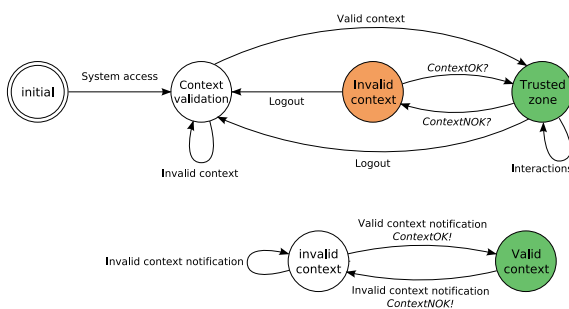 Valid context
System access
initial
Context
validation
Invalid
context
ContextOK?
Trusted
zone
Logout
ContextNOK?
Logout
Invalid context
Interactions
Valid context notification
ContextOK!
Invalid context notification
invalid
context
Valid
context
Invalid context notification
ContextNOK!